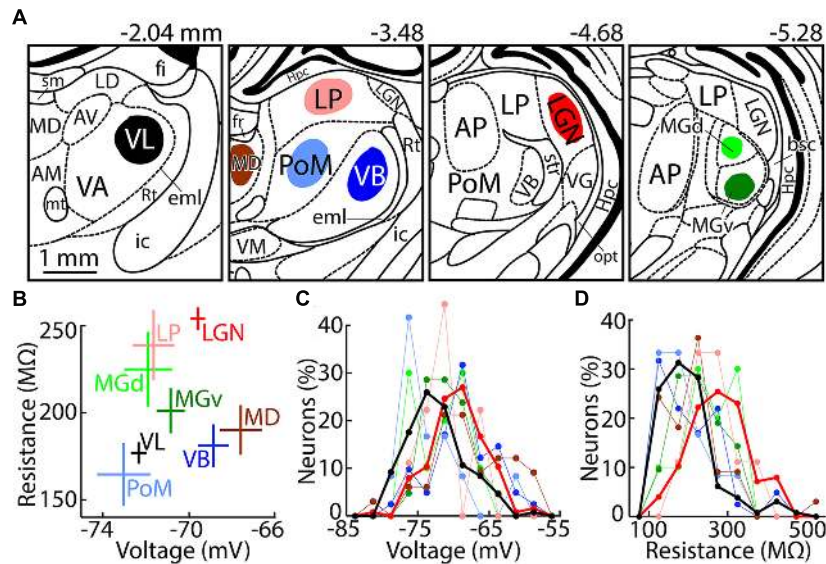 A
-2.04 mm
-3.48
-4.68
-5.28
sm
LD
fi
MD
AV
VL
AM
VA
mt
Rt
eml
ic
1 mm
Hpc
LP
LGN
fr
MD
PoM
VB
Rt
eml
VM
ic
AP
LP
LGN
PoM
VB
str
VG
Hpc
opt
LP
LGN
MGd
bsc
AP
Hpc
MGv
B
Resistance (MΩ)
250
200
150
LP
LGN
MGd
MGv
MD
VL
VB
PoM
-74
-70
-66
Voltage (mV)
C
Neurons (%)
40
30
20
10
0
-85
-75
-65
-55
Voltage (mV)
D
Neurons (%)
40
30
20
10
0
100
300
500
Resistance (MΩ)